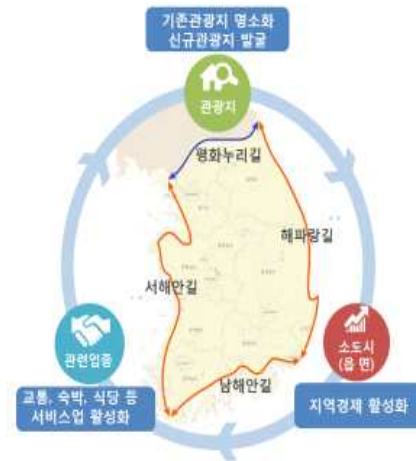 기존관광지 명소화
신규관광지 발굴
관광지
평화누리길
해파랑길
서해안길
남해안길
관련업종
교통, 숙박, 식당 등
서비스업 활성화
소도시
(읍 면)
지역경제 활성화